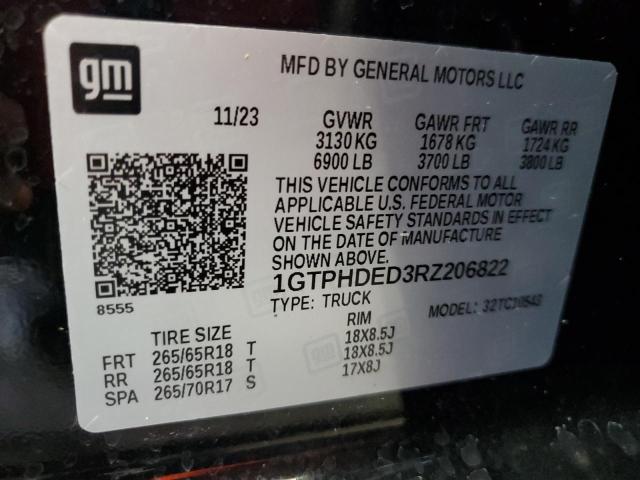 gm
MFD BY GENERAL MOTORS LLC
11/23 GVWR GAWR FRT GAWR RR
3130 KG 1678 KG 1724 KG
6900 LB 3700 LB 3800 LB
THIS VEHICLE CONFORMS TO ALL
APPLICABLE U.S. FEDERAL MOTOR
VEHICLE SAFETY STANDARDS IN EFFECT
ON THE DATE OF MANUFACTURE
SHOWN ABOVE.
1GTPHDED3RZ206822
8555
TYPE: TRUCK MODEL: 32TC10543
TIRE SIZE RIM
FRT 265/65R18 T 18X8.5J
RR 265/65R18 T 18X8.5J
SPA 265/70R17 S 17X8J